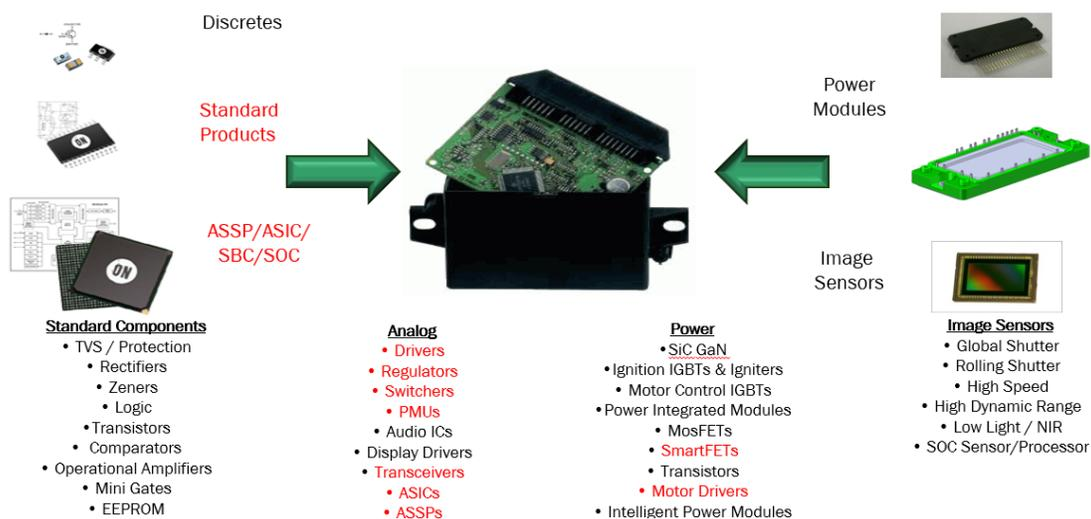 Discretes
Standard
Products
ASSP/ASIC/
SBC/SOC
Power
Modules
Image
Sensors
ON
ON
Standard Components
• TVS / Protection
• Rectifiers
• Zeners
• Logic
• Transistors
• Comparators
• Operational Amplifiers
• Mini Gates
• EEPROM
Analog
• Drivers
• Regulators
• Switchers
• PMUs
• Audio ICs
• Display Drivers
• Transceivers
• ASICs
• ASSPs
Power
• SiC GaN
• Ignition IGBTs & Igniters
• Motor Control IGBTs
• Power Integrated Modules
• MosFETs
• SmartFETs
• Transistors
• Motor Drivers
• Intelligent Power Modules
Image Sensors
• Global Shutter
• Rolling Shutter
• High Speed
• High Dynamic Range
• Low Light / NIR
• SOC Sensor/Processor